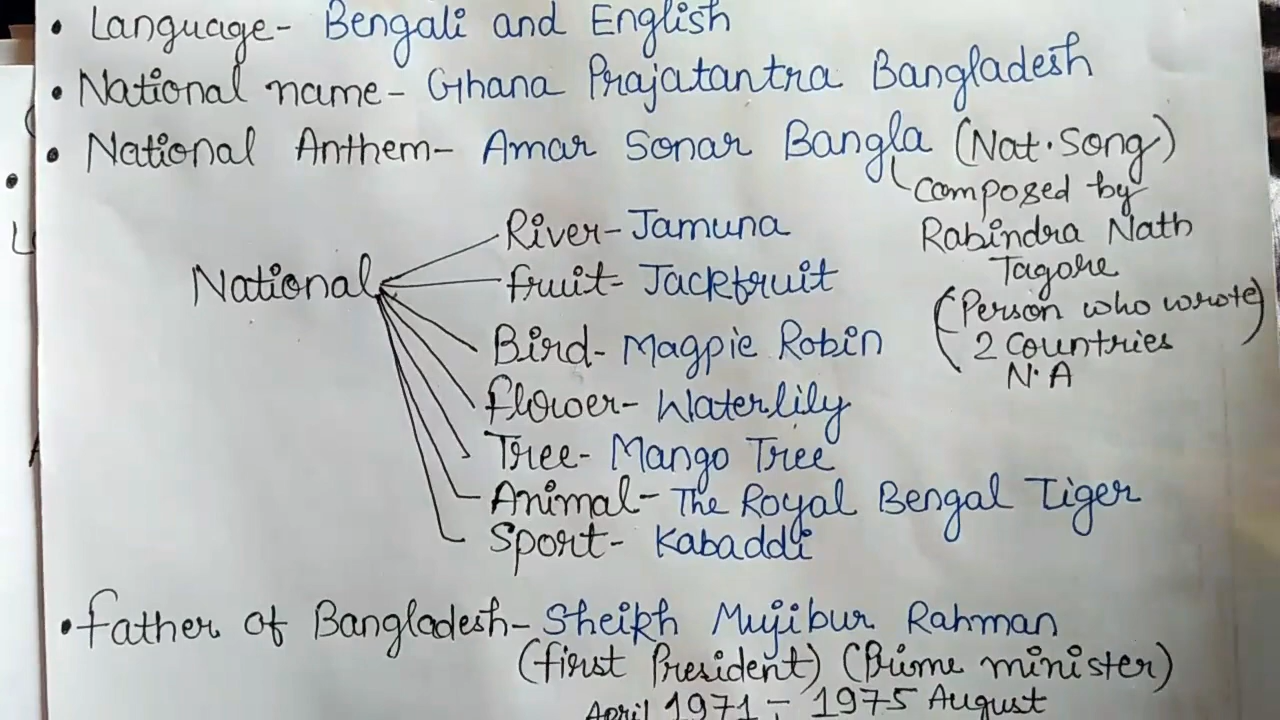 • Language- Bengali and English
• National name- Ghana Prajatantra Bangladesh
• National Anthem- Amar Sonar Bangla (Nat. Song)
composed by
Rabindra Nath
Tagore
(Person who wrote)
2 countries
N.A
National
River- Jamuna
fruit- Jackfruit
Bird- Magpie Robin
flower- Waterlily
Tree- Mango Tree
Animal- The Royal Bengal Tiger
Sport- Kabaddi
• Father of Bangladesh- Sheikh Mujibur Rahman
(first President) (Prime minister)
April 1971 - 1975 August